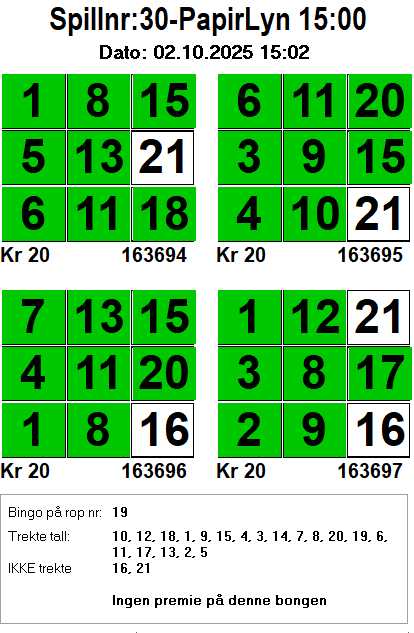 Spillnr:30-PapirLyn 15:00
Dato: 02.10.2025 15:02
1 8 15
5 13 21
6 11 18
Kr 20 163694
6 11 20
3 9 15
4 10 21
Kr 20 163695
7 13 15
4 11 20
1 8 16
Kr 20 163696
1 12 21
3 8 17
2 9 16
Kr 20 163697
Bingo på rop nr: 19
Trekte tall: 10, 12, 18, 1, 9, 15, 4, 3, 14, 7, 8, 20, 19, 6,
11, 17, 13, 2, 5
IKKE trekte 16, 21
Ingen premie på denne bongen